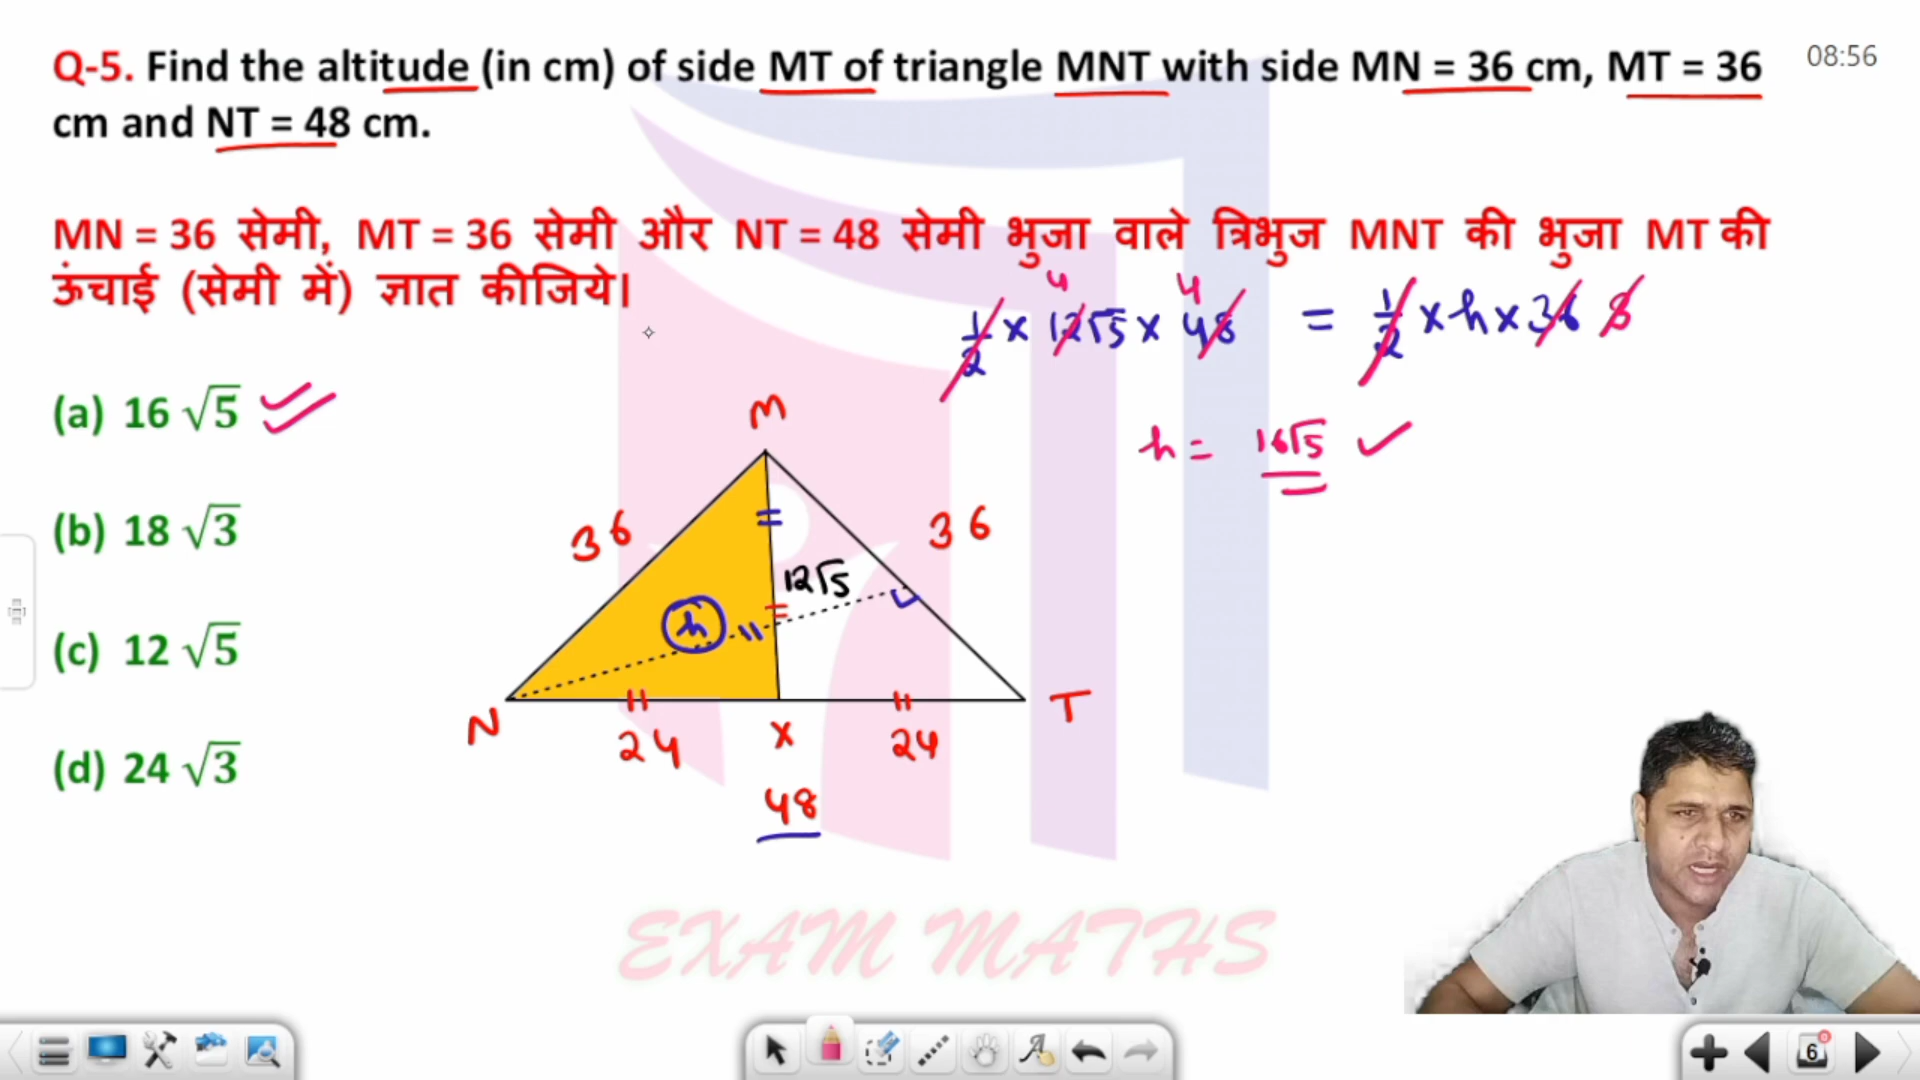 Q-5. Find the altitude (in cm) of side MT of triangle MNT with side MN = 36 cm, MT = 36
cm and NT = 48 cm.
08:56
MN = 36 सेमी, MT = 36 सेमी और NT = 48 सेमी भुजा वाले त्रिभुज MNT की भुजा MT की
ऊंचाई (सेमी में) ज्ञात कीजिये।
4 4
1/2 × 12√5 × 48 = 1/2 × h × 36 3
h = 16√5
(a) 16 √5
(b) 18 √3
(c) 12 √5
(d) 24 √3
M
36 36
12√5
h
N T
24 x 24
48
EXAM MATHS
6